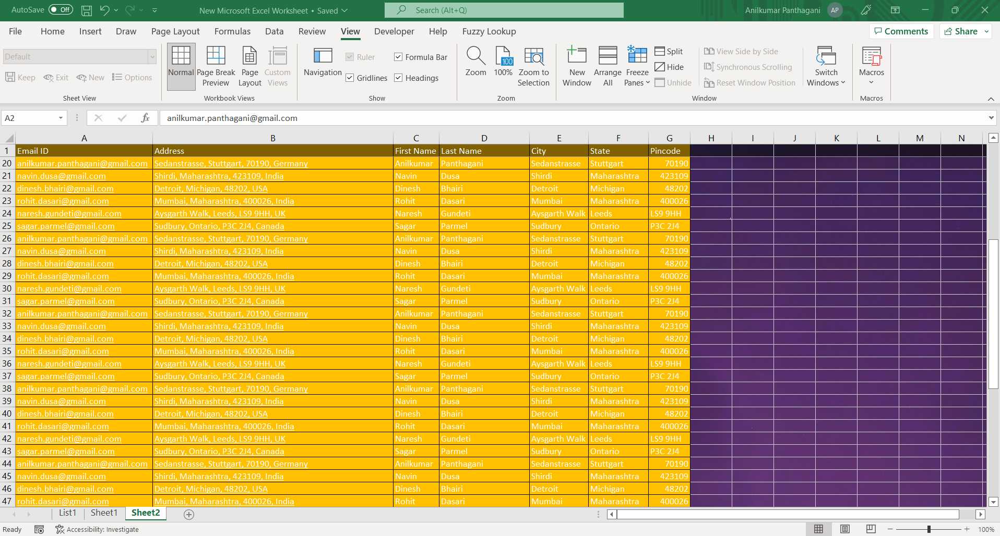 AutoSave Off New Microsoft Excel Worksheet • Saved Search (Alt+Q) Anilkumar Panthagani AP
File Home Insert Draw Page Layout Formulas Data Review View Developer Help Fuzzy Lookup Comments Share
Default
Keep Exit New Options
Sheet View
Normal Page Break Preview Page Layout Custom Views
Workbook Views
Navigation Ruler Formula Bar
Gridlines Headings
Show
Zoom 100 100% Zoom to Selection
Zoom
New Window Arrange All Freeze Panes Split
Hide
Unhide
View Side by Side
Synchronous Scrolling
Reset Window Position
Switch Windows
Window
Macros
Macros
A2 fx anilkumar.panthagani@gmail.com
A B C D E F G H I J K L M N
1 Email ID Address First Name Last Name City State Pincode
20 anilkumar.panthagani@gmail.com Sedanstrasse, Stuttgart, 70190, Germany Anilkumar Panthagani Sedanstrasse Stuttgart 70190
21 navin.dusa@gmail.com Shirdi, Maharashtra, 423109, India Navin Dusa Shirdi Maharashtra 423109
22 dinesh.bhairi@gmail.com Detroit, Michigan, 48202, USA Dinesh Bhairi Detroit Michigan 48202
23 rohit.dasari@gmail.com Mumbai, Maharashtra, 400026, India Rohit Dasari Mumbai Maharashtra 400026
24 naresh.gundeti@gmail.com Aysgarth Walk, Leeds, LS9 9HH, UK Naresh Gundeti Aysgarth Walk Leeds LS9 9HH
25 sagar.parmel@gmail.com Sudbury, Ontario, P3C 2J4, Canada Sagar Parmel Sudbury Ontario P3C 2J4
26 anilkumar.panthagani@gmail.com Sedanstrasse, Stuttgart, 70190, Germany Anilkumar Panthagani Sedanstrasse Stuttgart 70190
27 navin.dusa@gmail.com Shirdi, Maharashtra, 423109, India Navin Dusa Shirdi Maharashtra 423109
28 dinesh.bhairi@gmail.com Detroit, Michigan, 48202, USA Dinesh Bhairi Detroit Michigan 48202
29 rohit.dasari@gmail.com Mumbai, Maharashtra, 400026, India Rohit Dasari Mumbai Maharashtra 400026
30 naresh.gundeti@gmail.com Aysgarth Walk, Leeds, LS9 9HH, UK Naresh Gundeti Aysgarth Walk Leeds LS9 9HH
31 sagar.parmel@gmail.com Sudbury, Ontario, P3C 2J4, Canada Sagar Parmel Sudbury Ontario P3C 2J4
32 anilkumar.panthagani@gmail.com Sedanstrasse, Stuttgart, 70190, Germany Anilkumar Panthagani Sedanstrasse Stuttgart 70190
33 navin.dusa@gmail.com Shirdi, Maharashtra, 423109, India Navin Dusa Shirdi Maharashtra 423109
34 dinesh.bhairi@gmail.com Detroit, Michigan, 48202, USA Dinesh Bhairi Detroit Michigan 48202
35 rohit.dasari@gmail.com Mumbai, Maharashtra, 400026, India Rohit Dasari Mumbai Maharashtra 400026
36 naresh.gundeti@gmail.com Aysgarth Walk, Leeds, LS9 9HH, UK Naresh Gundeti Aysgarth Walk Leeds LS9 9HH
37 sagar.parmel@gmail.com Sudbury, Ontario, P3C 2J4, Canada Sagar Parmel Sudbury Ontario P3C 2J4
38 anilkumar.panthagani@gmail.com Sedanstrasse, Stuttgart, 70190, Germany Anilkumar Panthagani Sedanstrasse Stuttgart 70190
39 navin.dusa@gmail.com Shirdi, Maharashtra, 423109, India Navin Dusa Shirdi Maharashtra 423109
40 dinesh.bhairi@gmail.com Detroit, Michigan, 48202, USA Dinesh Bhairi Detroit Michigan 48202
41 rohit.dasari@gmail.com Mumbai, Maharashtra, 400026, India Rohit Dasari Mumbai Maharashtra 400026
42 naresh.gundeti@gmail.com Aysgarth Walk, Leeds, LS9 9HH, UK Naresh Gundeti Aysgarth Walk Leeds LS9 9HH
43 sagar.parmel@gmail.com Sudbury, Ontario, P3C 2J4, Canada Sagar Parmel Sudbury Ontario P3C 2J4
44 anilkumar.panthagani@gmail.com Sedanstrasse, Stuttgart, 70190, Germany Anilkumar Panthagani Sedanstrasse Stuttgart 70190
45 navin.dusa@gmail.com Shirdi, Maharashtra, 423109, India Navin Dusa Shirdi Maharashtra 423109
46 dinesh.bhairi@gmail.com Detroit, Michigan, 48202, USA Dinesh Bhairi Detroit Michigan 48202
47 rohit.dasari@gmail.com Mumbai, Maharashtra, 400026, India Rohit Dasari Mumbai Maharashtra 400026
List1 Sheet1 Sheet2
Ready Accessibility: Investigate 100%